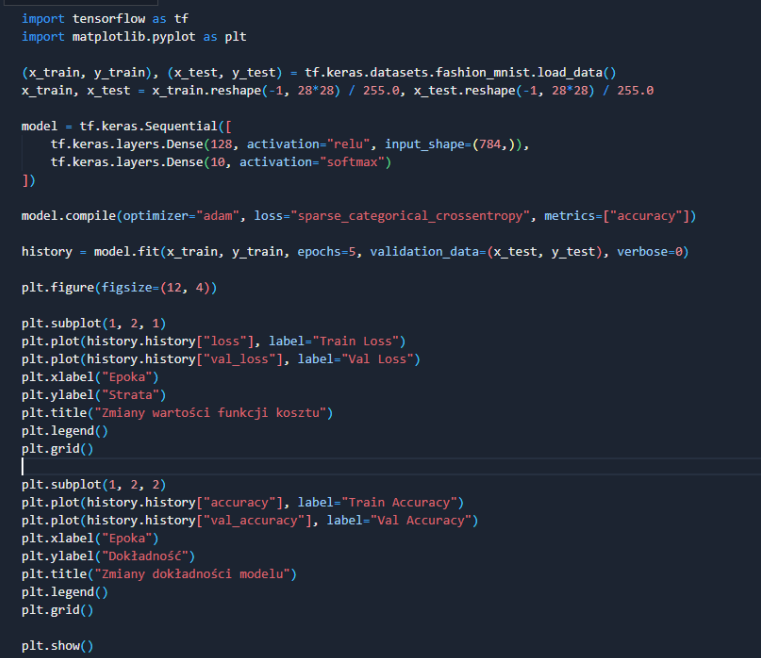 import tensorflow as tf
import matplotlib.pyplot as plt
(x_train, y_train), (x_test, y_test) = tf.keras.datasets.fashion_mnist.load_data()
x_train, x_test = x_train.reshape(-1, 28*28) / 255.0, x_test.reshape(-1, 28*28) / 255.0
model = tf.keras.Sequential([
    tf.keras.layers.Dense(128, activation="relu", input_shape=(784,)),
    tf.keras.layers.Dense(10, activation="softmax")
])
model.compile(optimizer="adam", loss="sparse_categorical_crossentropy", metrics=["accuracy"])
history = model.fit(x_train, y_train, epochs=5, validation_data=(x_test, y_test), verbose=0)
plt.figure(figsize=(12, 4))
plt.subplot(1, 2, 1)
plt.plot(history.history["loss"], label="Train Loss")
plt.plot(history.history["val_loss"], label="Val Loss")
plt.xlabel("Epoka")
plt.ylabel("Strata")
plt.title("Zmiany wartości funkcji kosztu")
plt.legend()
plt.grid()
plt.subplot(1, 2, 2)
plt.plot(history.history["accuracy"], label="Train Accuracy")
plt.plot(history.history["val_accuracy"], label="Val Accuracy")
plt.xlabel("Epoka")
plt.ylabel("Dokładność")
plt.title("Zmiany dokładności modelu")
plt.legend()
plt.grid()
plt.show()